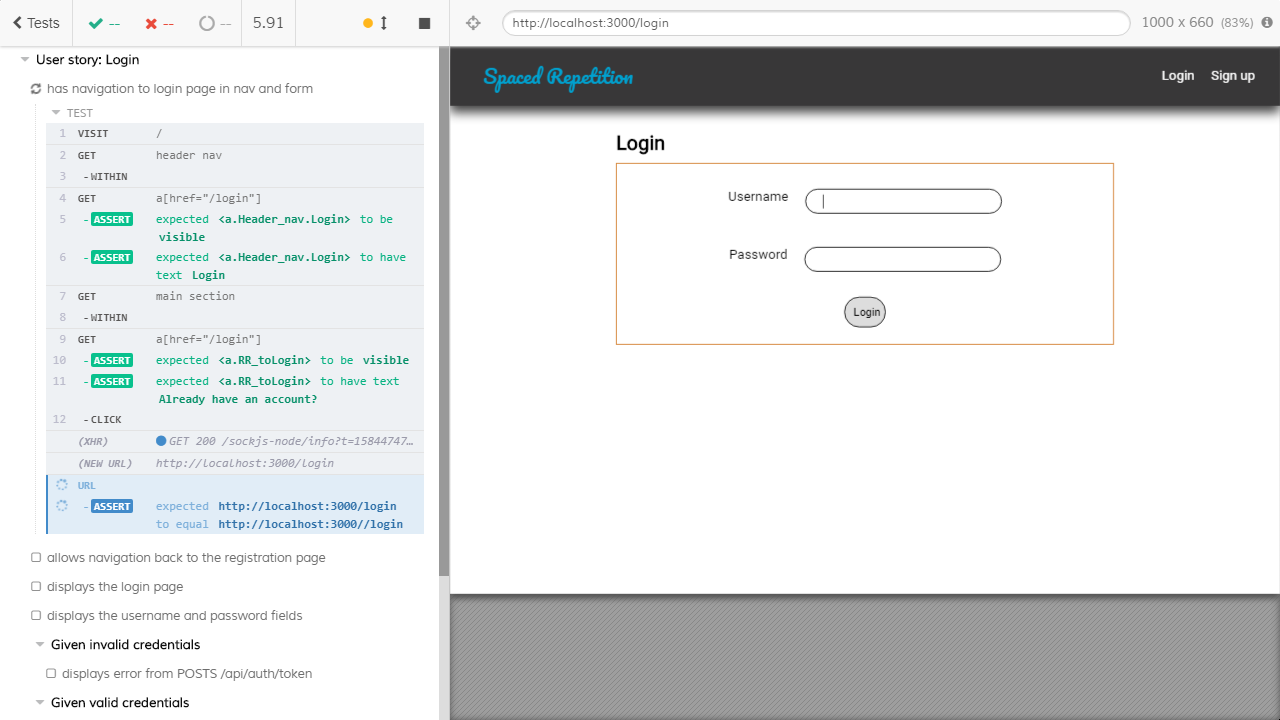 Tests
--
--
--
5.91
http://localhost:3000/login
1000 x 660 (83%)
User story: Login
has navigation to login page in nav and form
TEST
1 VISIT /
2 GET header nav
3 - WITHIN
4 GET a[href="/login"]
5 - ASSERT expected <a.Header_nav.Login> to be
visible
6 - ASSERT expected <a.Header_nav.Login> to have
text Login
7 GET main section
8 - WITHIN
9 GET a[href="/login"]
10 - ASSERT expected <a.RR_toLogin> to be visible
11 - ASSERT expected <a.RR_toLogin> to have text
Already have an account?
12 - CLICK
(XHR) GET 200 /sockjs-node/info?t=15844747…
(NEW URL) http://localhost:3000/login
URL
- ASSERT expected http://localhost:3000/login
to equal http://localhost:3000//login
allows navigation back to the registration page
displays the login page
displays the username and password fields
Given invalid credentials
displays error from POSTS /api/auth/token
Given valid credentials
Spaced Repetition
Login Sign up
Login
Username
Password
Login